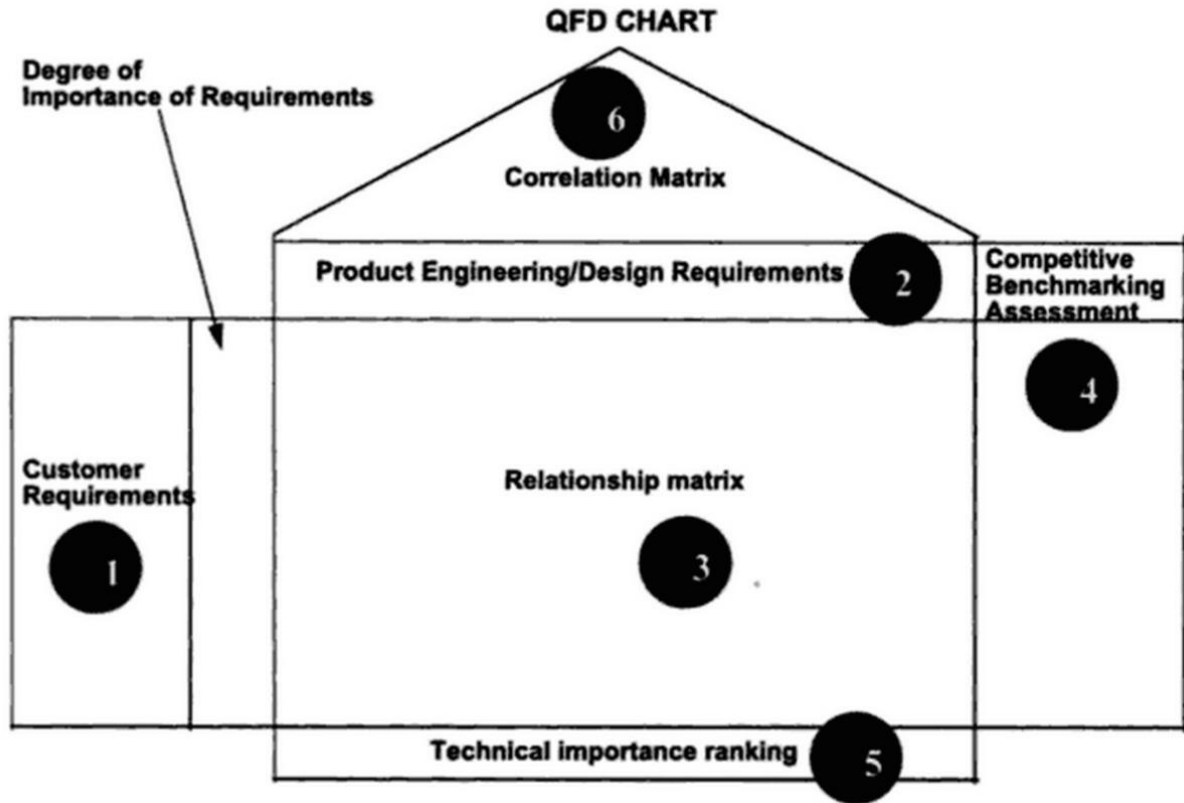 QFD CHART
Degree of
Importance of Requirements
6
Correlation Matrix
Product Engineering/Design Requirements
2
Competitive
Benchmarking
Assessment
4
Customer
Requirements
1
Relationship matrix
3
Technical importance ranking
5